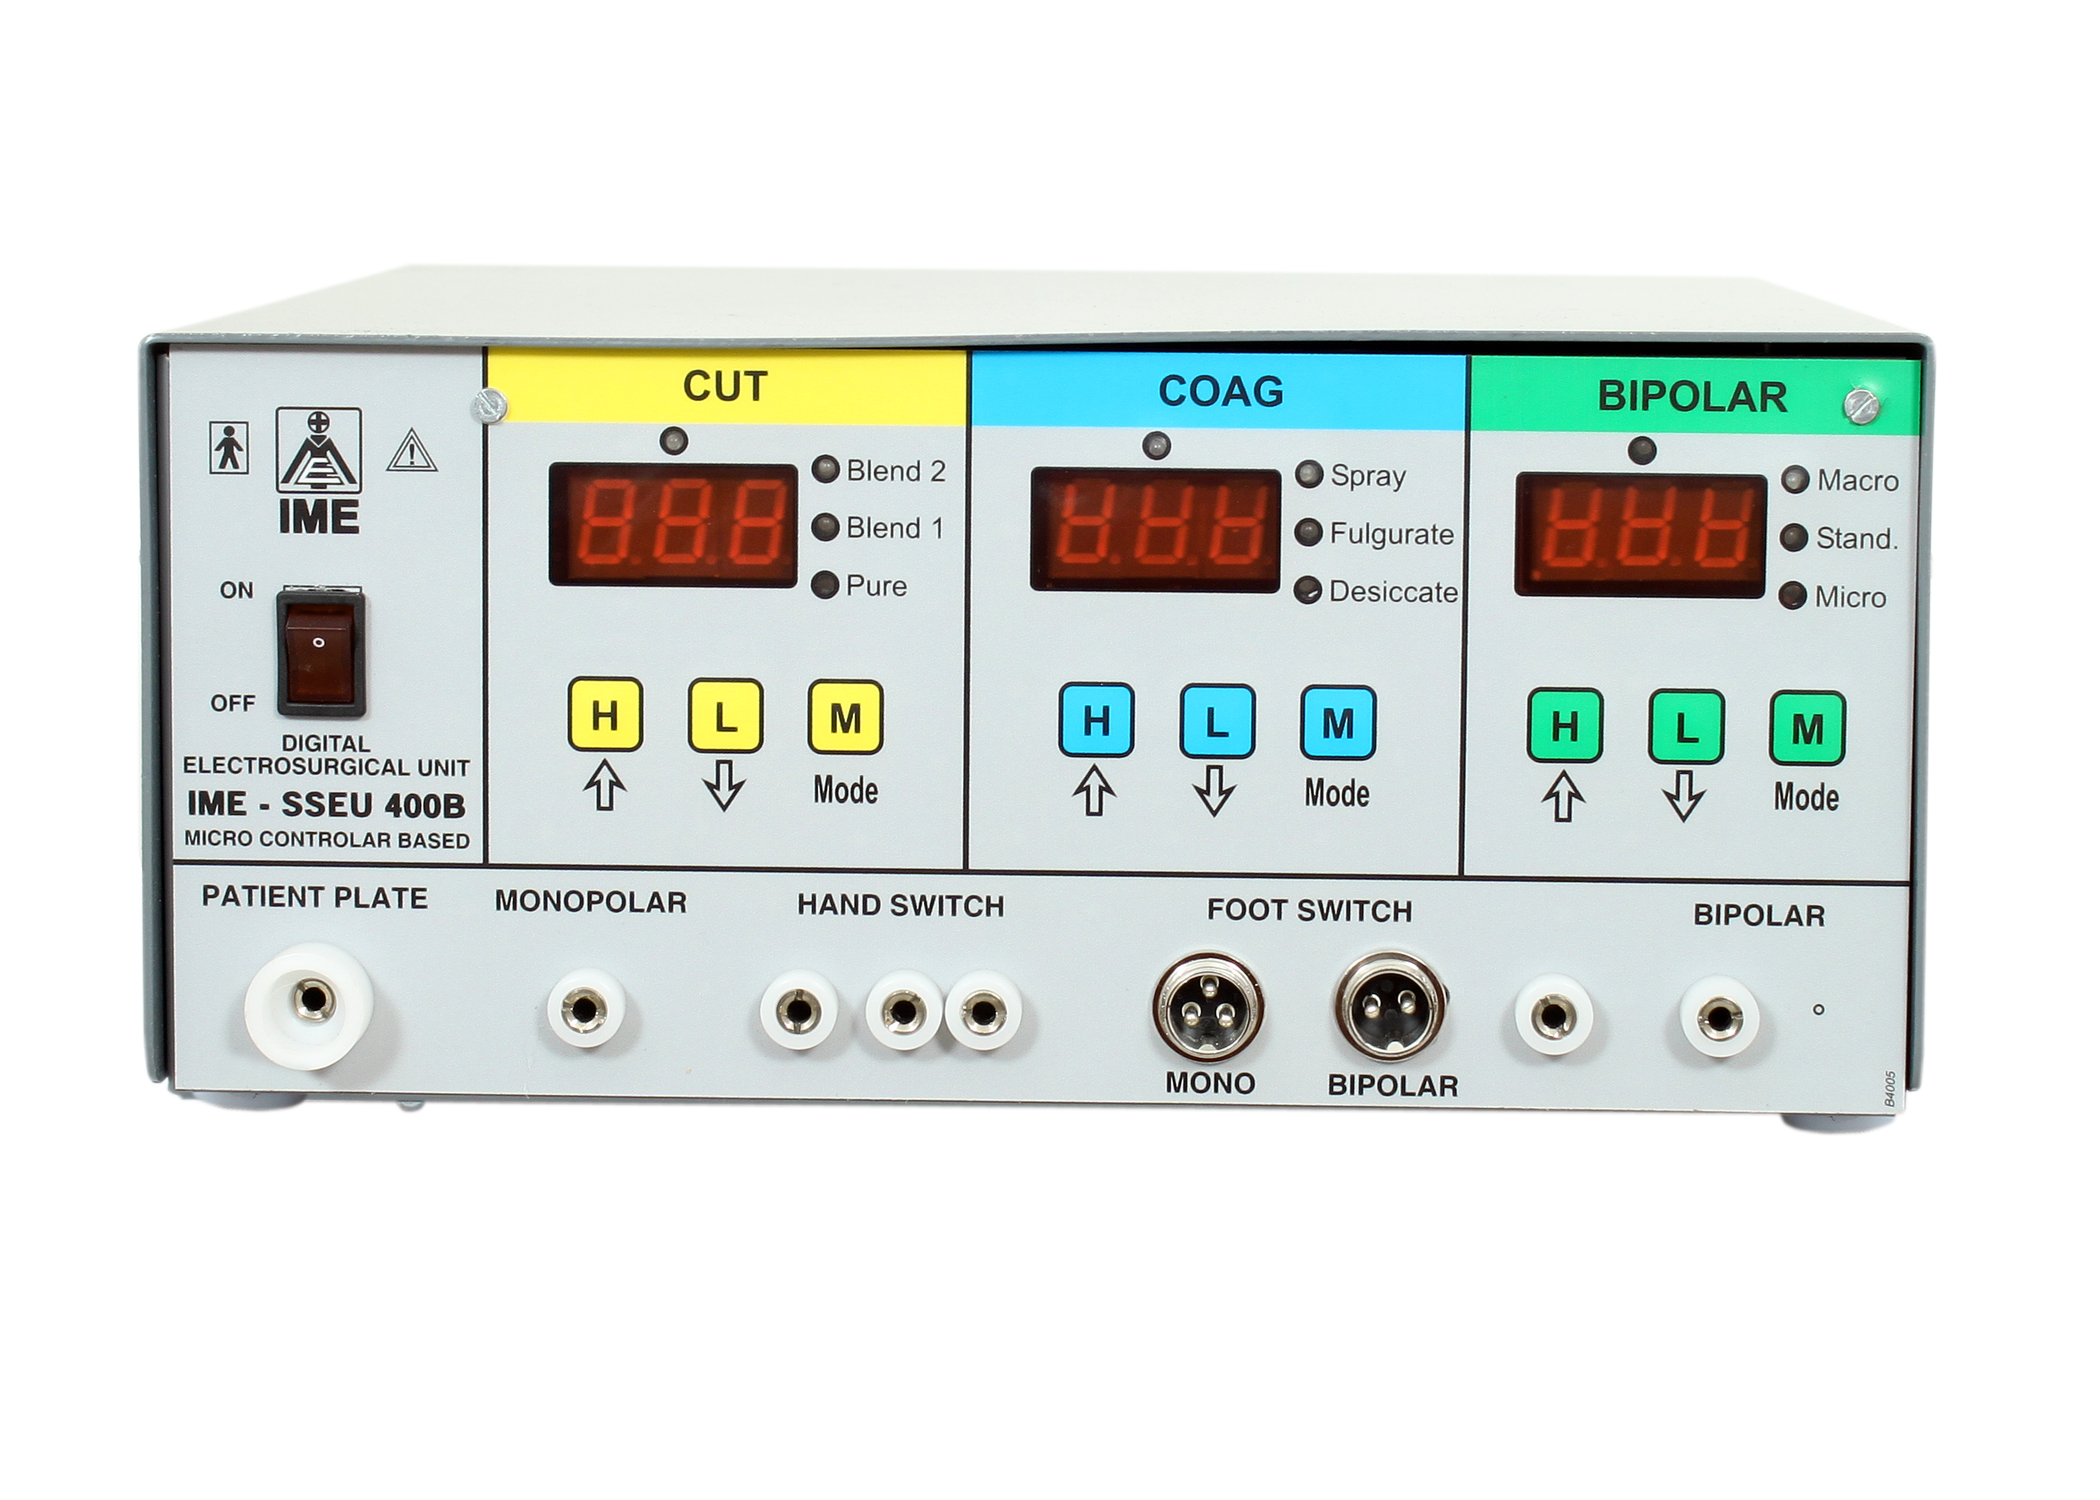 CUT
COAG
BIPOLAR
IME
ON
O
OFF
DIGITAL
ELECTROSURGICAL UNIT
IME - SSEU 400B
MICRO CONTROLAR BASED
Blend 2
Blend 1
Pure
H L M
Mode
Spray
Fulgurate
Desiccate
H L M
Mode
Macro
Stand.
Micro
H L M
Mode
PATIENT PLATE
MONOPOLAR
HAND SWITCH
FOOT SWITCH
BIPOLAR
MONO
BIPOLAR
B4005